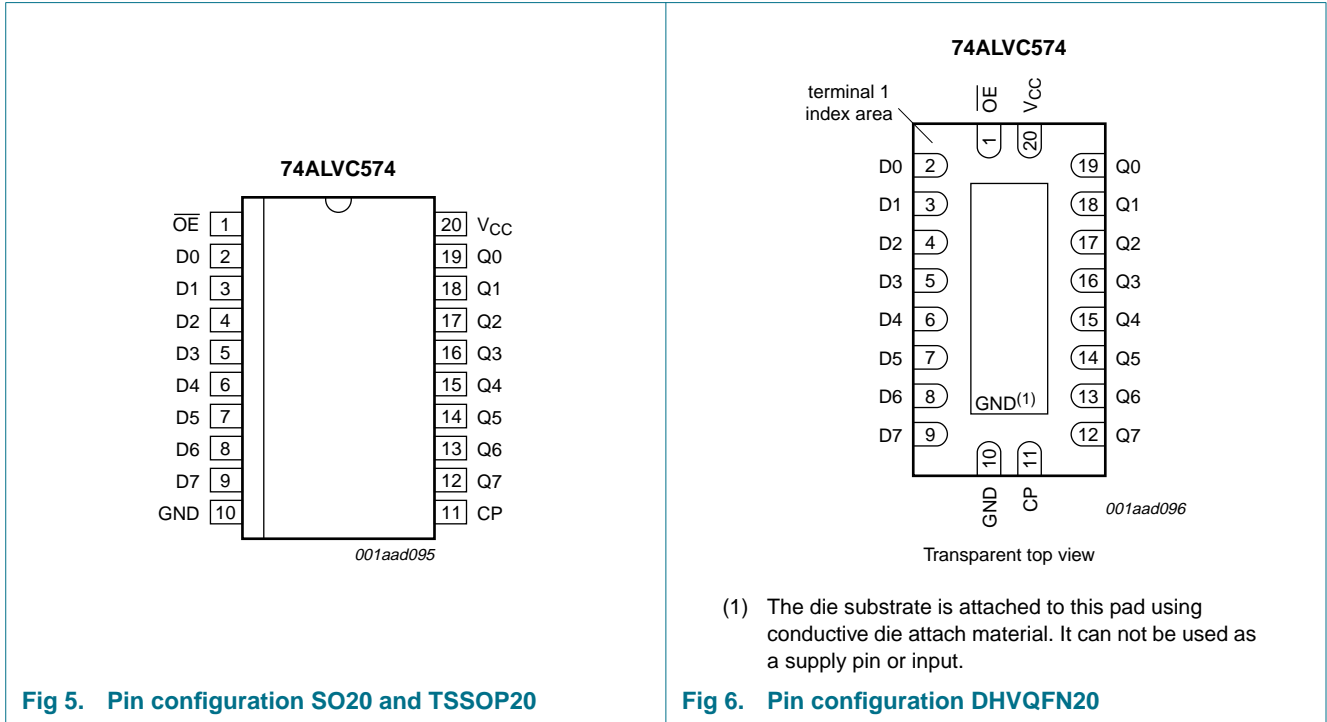 74ALVC574
OE 1 20 VCC
D0 2 19 Q0
D1 3 18 Q1
D2 4 17 Q2
D3 5 16 Q3
D4 6 15 Q4
D5 7 14 Q5
D6 8 13 Q6
D7 9 12 Q7
GND 10 11 CP
001aad095
Fig 5. Pin configuration SO20 and TSSOP20
74ALVC574
terminal 1
index area
OE VCC
1 20
D0 2 19 Q0
D1 3 18 Q1
D2 4 17 Q2
D3 5 16 Q3
D4 6 15 Q4
D5 7 14 Q5
D6 8 13 Q6
GND(1)
D7 9 12 Q7
10 11
GND CP
001aad096
Transparent top view
(1) The die substrate is attached to this pad using
conductive die attach material. It can not be used as
a supply pin or input.
Fig 6. Pin configuration DHVQFN20